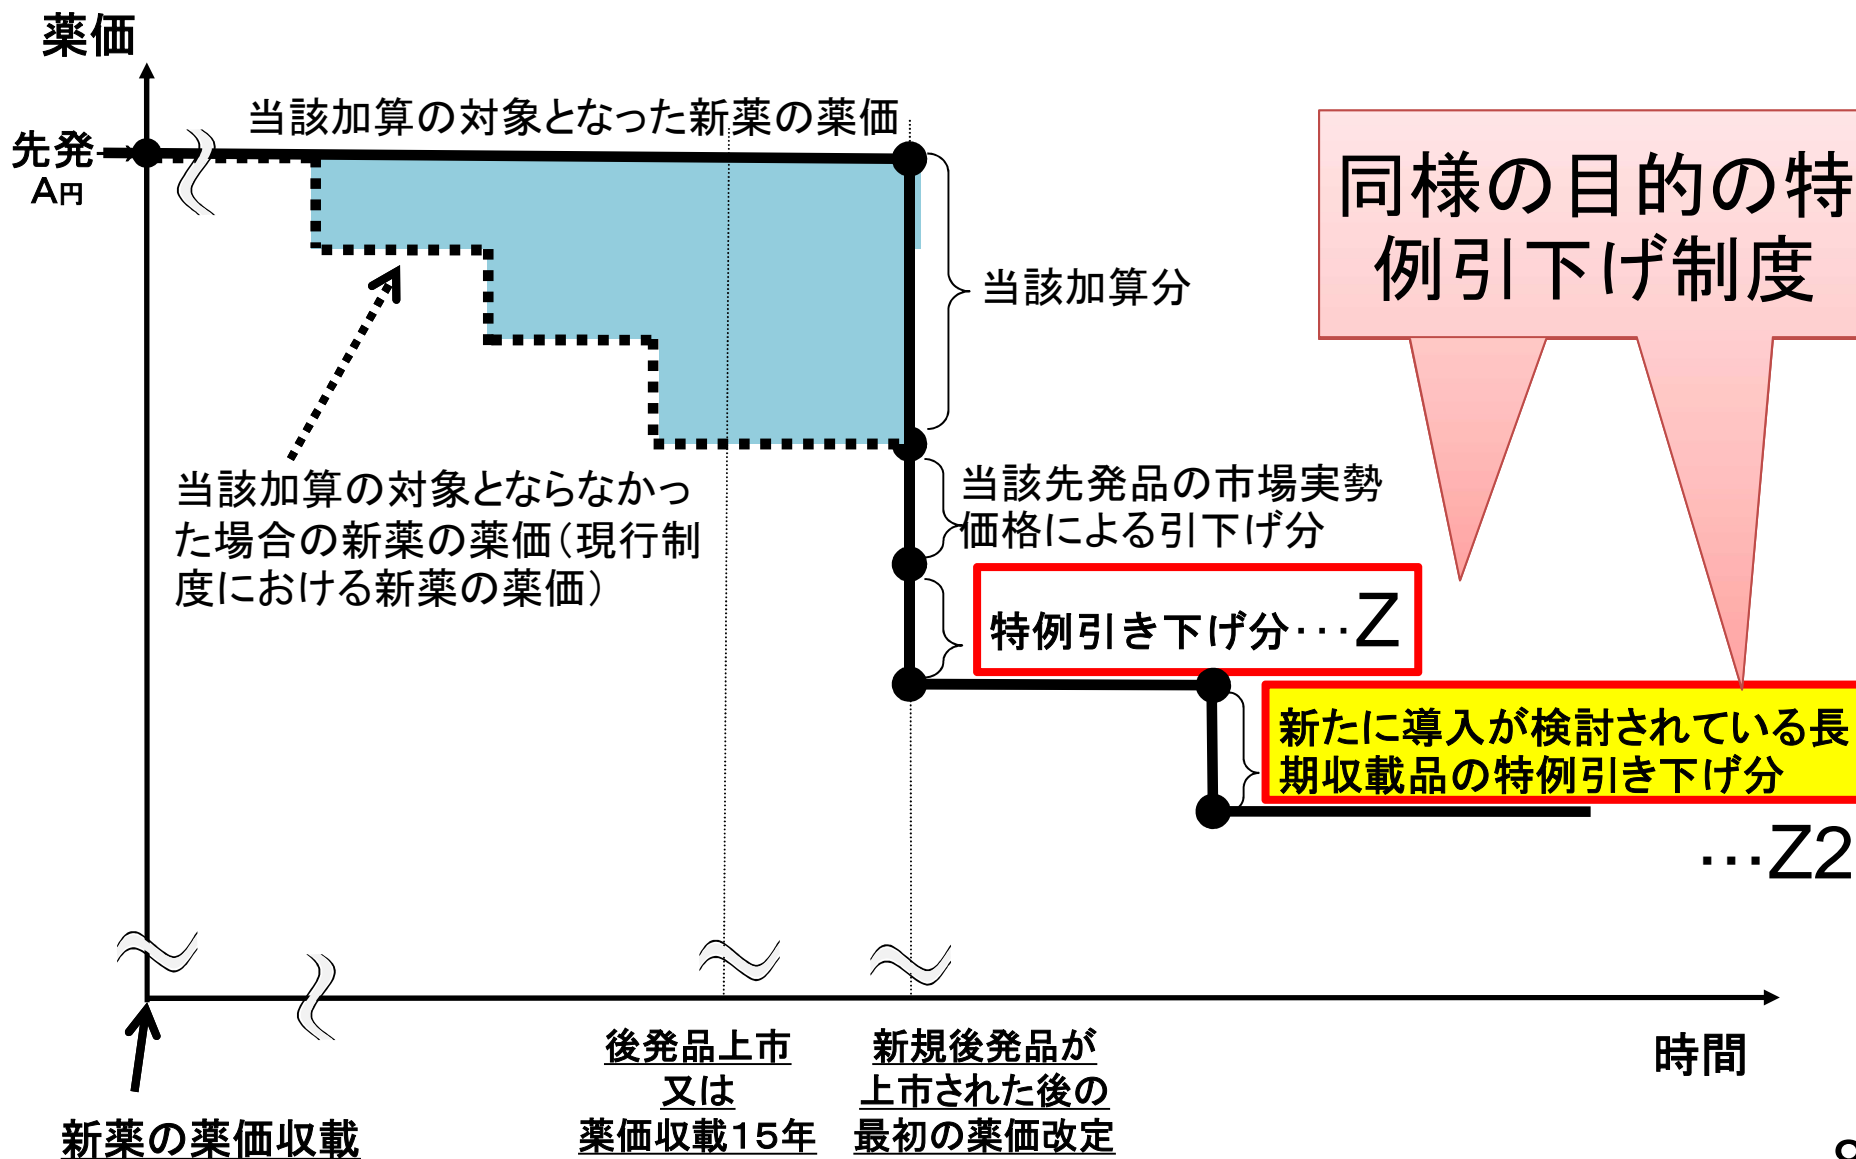 薬価
当該加算の対象となった新薬の薬価
先発
A円
同様の目的の特
例引下げ制度
当該加算分
当該加算の対象とならなかっ
た場合の新薬の薬価（現行制
度における新薬の薬価）
当該先発品の市場実勢
価格による引下げ分
特例引き下げ分…Z
新たに導入が検討されている長
期収載品の特例引き下げ分
…Z2
時間
後発品上市
又は
薬価収載15年
新規後発品が
上市された後の
最初の薬価改定
新薬の薬価収載